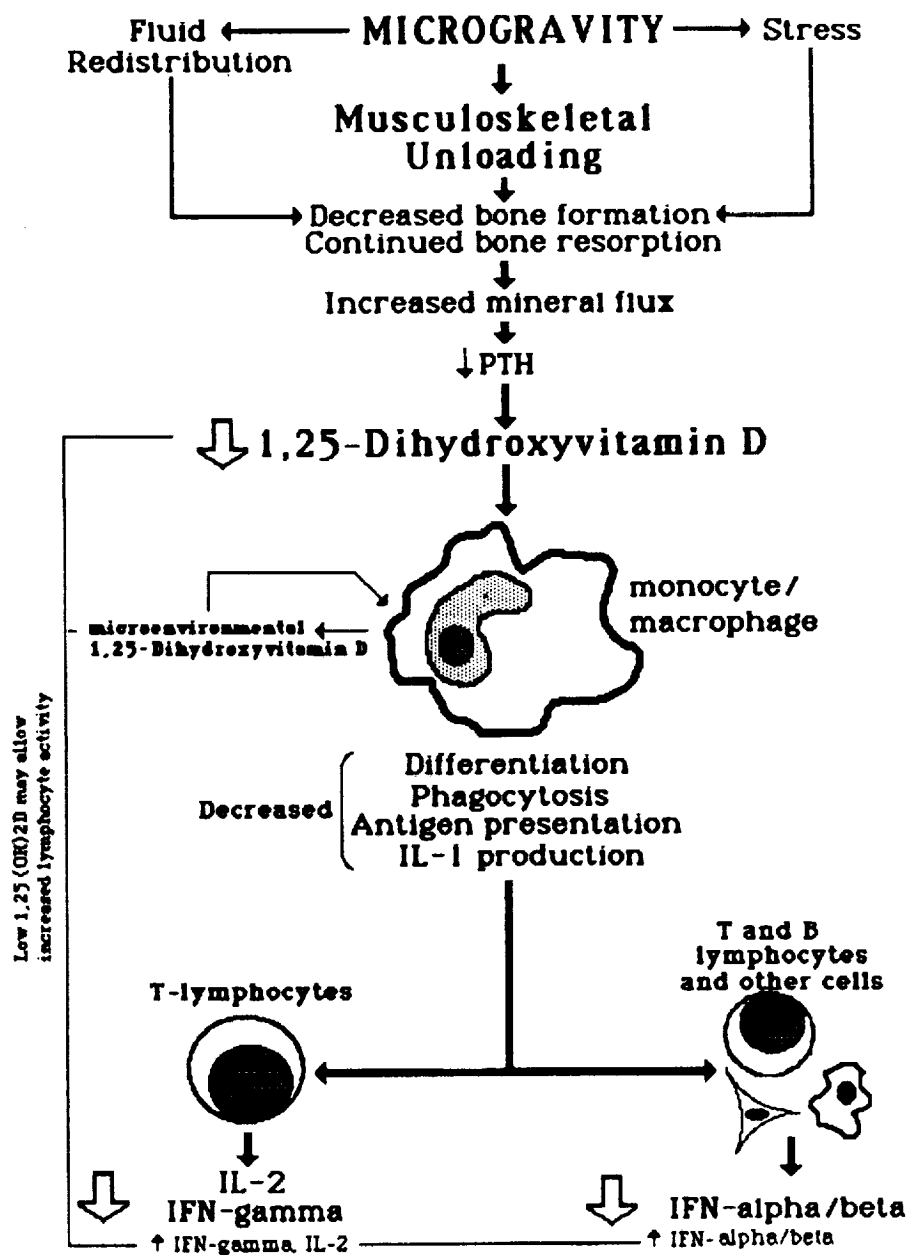 Fluid
Redistribution
MICROGRAVITY
Stress
Musculoskeletal
Unloading
Decreased bone formation
Continued bone resorption
Increased mineral flux
↓PTH
1,25-Dihydroxyvitamin D
monocyte/
macrophage
microenvironmental
1,25-Dihydroxyvitamin D
Low 1,25 (OH)2D may allow
increased lymphocyte activity
Decreased
Differentiation
Phagocytosis
Antigen presentation
IL-1 production
T-lymphocytes
T and B
lymphocytes
and other cells
IL-2
IFN-gamma
↑ IFN-gamma, IL-2
IFN-alpha/beta
↑ IFN-alpha/beta